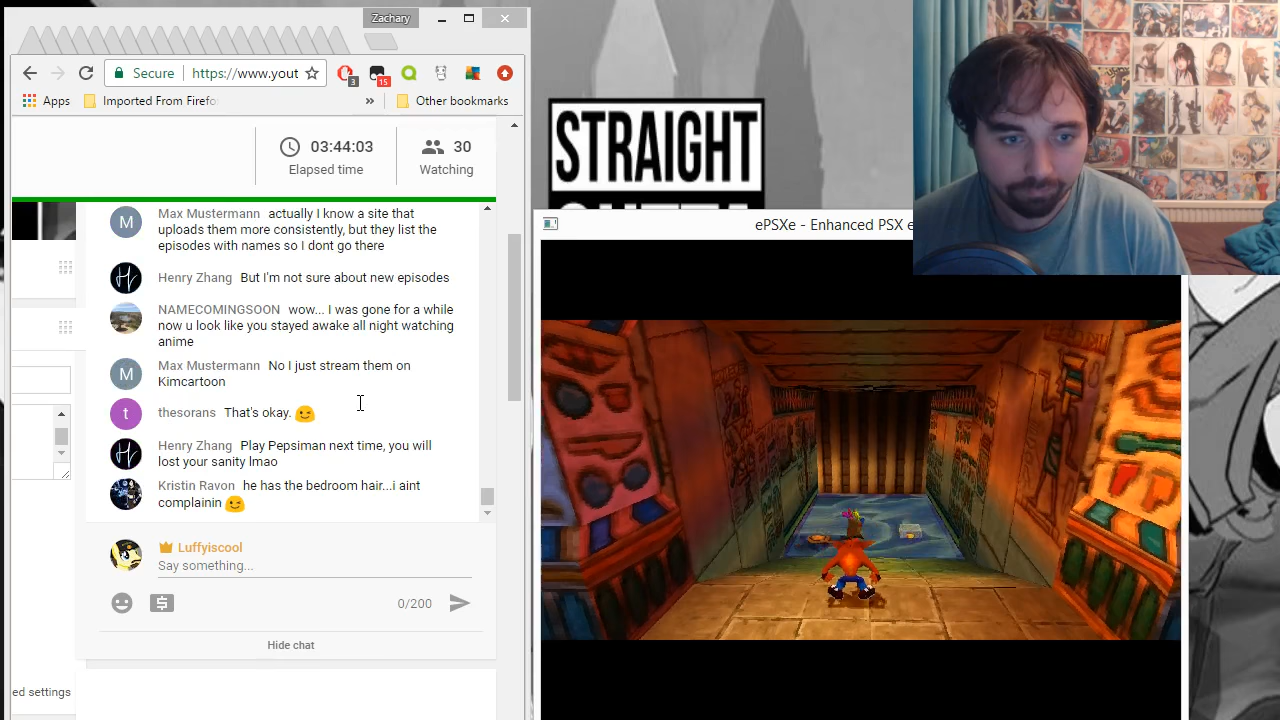 Zachary
Secure
https://www.yout
3
15
Apps
Imported From Firefo
»
Other bookmarks
03:44:03
Elapsed time
30
Watching
Max Mustermann actually I know a site that
uploads them more consistently, but they list the
episodes with names so I dont go there
Henry Zhang But I'm not sure about new episodes
NAMECOMINGSOON wow... I was gone for a while
now u look like you stayed awake all night watching
anime
M
Max Mustermann No I just stream them on
Kimcartoon
M
t
thesorans That's okay. 😉
Henry Zhang Play Pepsiman next time, you will
lost your sanity lmao
Kristin Ravon he has the bedroom hair...i aint
complainin 😉
Luffyiscool
Say something...
0/200
Hide chat
ed settings
STRAIGHT
ePSXe - Enhanced PSX e